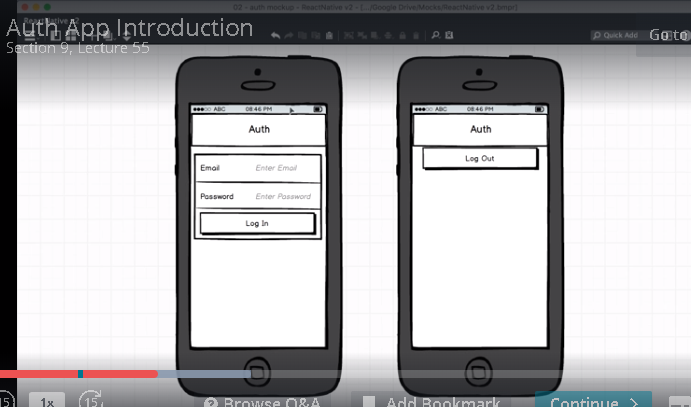 02 - auth mockup - ReactNative v2 - [../Google Drive/Mocks/ReactNative v2.bmpr]
ReactNative v2
Auth App Introduction
Section 9, Lecture 55
Quick Add
Go to
ABC 08:46 PM
Auth
Email Enter Email
Password Enter Password
Log In
ABC 08:46 PM
Auth
Log Out
15
1x
15
Browse Q&A
Add Bookmark
Continue